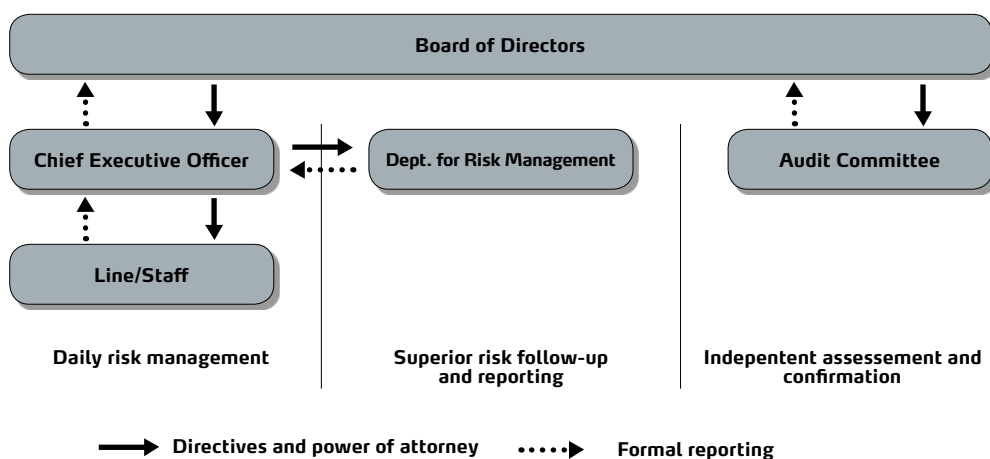 Board of Directors
Chief Executive Officer
Dept. for Risk Management
Audit Committee
Line/Staff
Daily risk management
Superior risk follow-up
and reporting
Indepentent assessement and
confirmation
Directives and power of attorney
Formal reporting